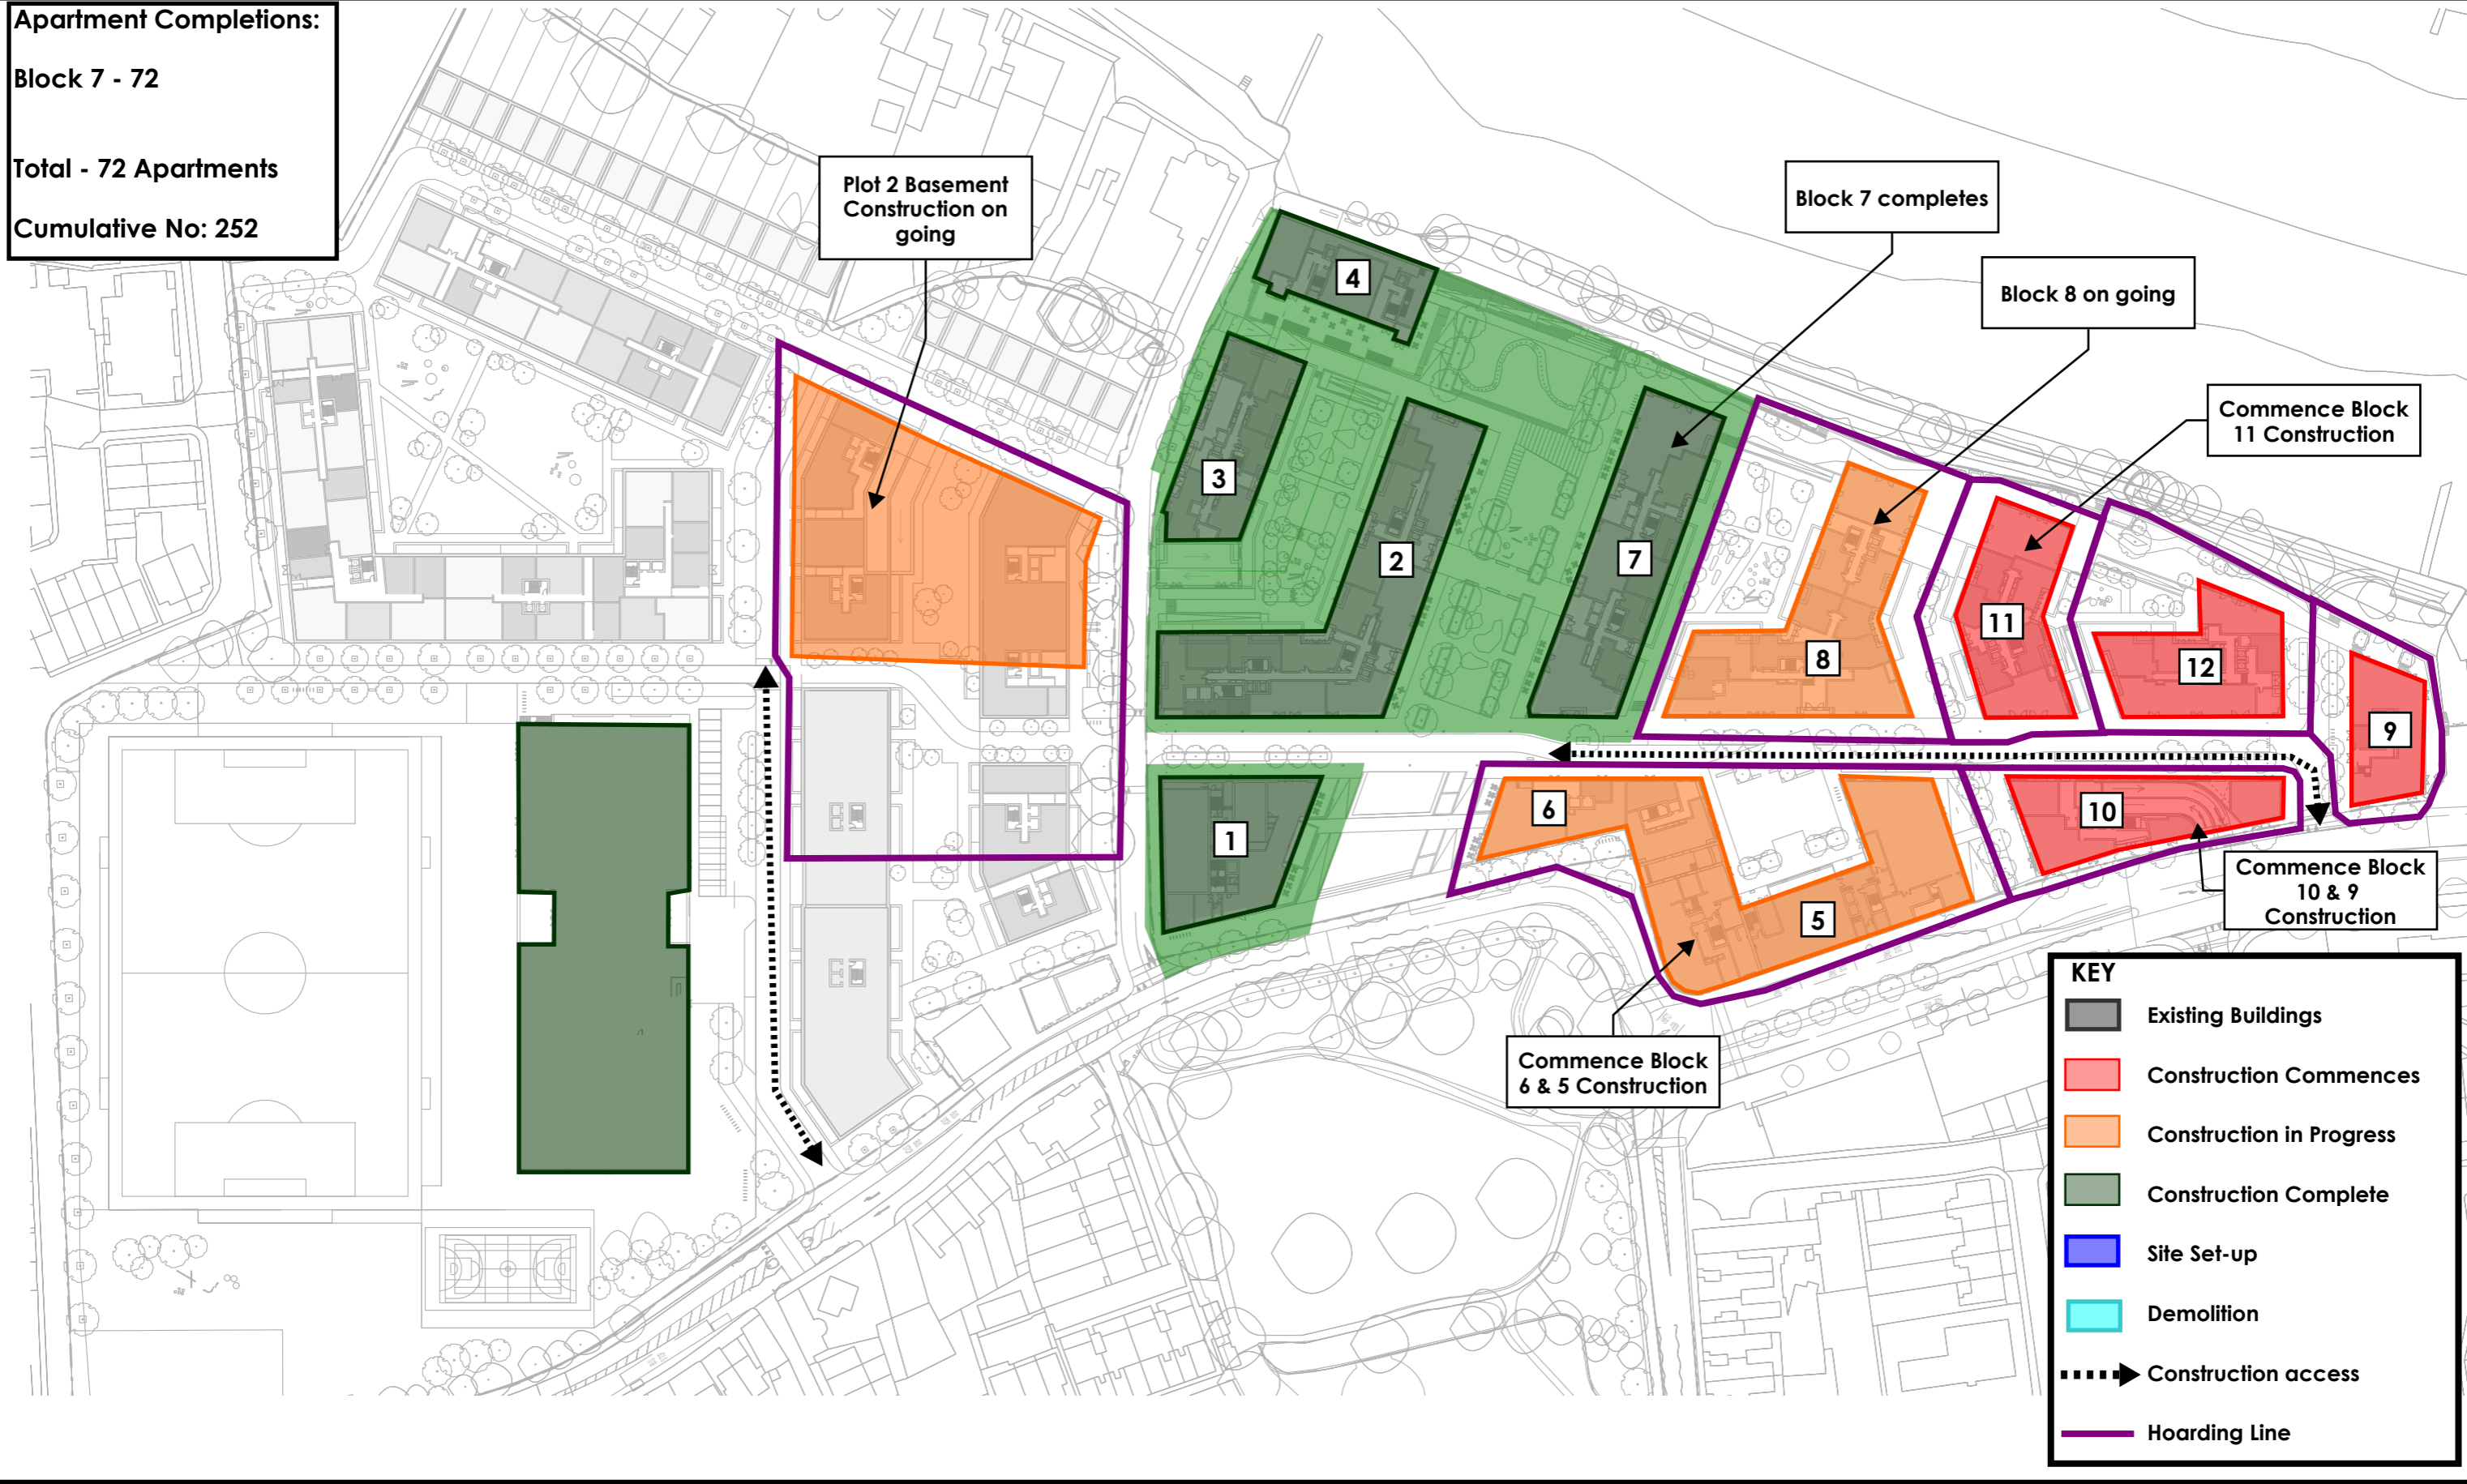 Apartment Completions:
Block 7 - 72
Total - 72 Apartments
Cumulative No: 252
Plot 2 Basement
Construction on
going
Block 7 completes
Block 8 on going
Commence Block
11 Construction
4
3
2
7
8
11
12
9
6
10
1
5
Commence Block
10 & 9
Construction
Commence Block
6 & 5 Construction
KEY
Existing Buildings
Construction Commences
Construction in Progress
Construction Complete
Site Set-up
Demolition
Construction access
Hoarding Line